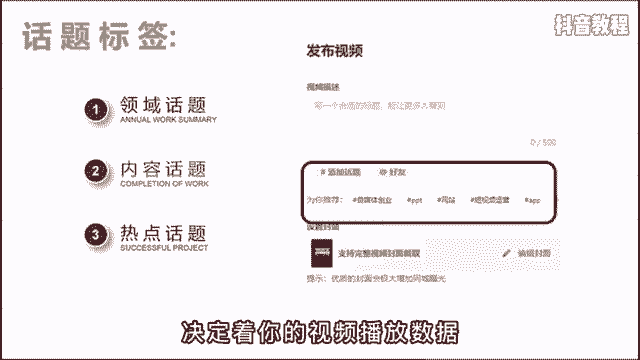 话题标签:
抖音教程
1 领域话题
ANNUAL WORK SUMMARY
2 内容话题
COMPLETION OF WORK
3 热点话题
SUCCESSFUL PROJECT
发布视频
视频描述
写一个合适的标题，能让更多人看到
0 / 500
# 添加话题 @ 好友
为你推荐： #自媒体创业 #ppt #网站 #短视频运营 #app
设置封面
支持完整视频封面截取 编辑封面
提示：优质的封面会极大增加同城曝光
决定着你的视频播放数据